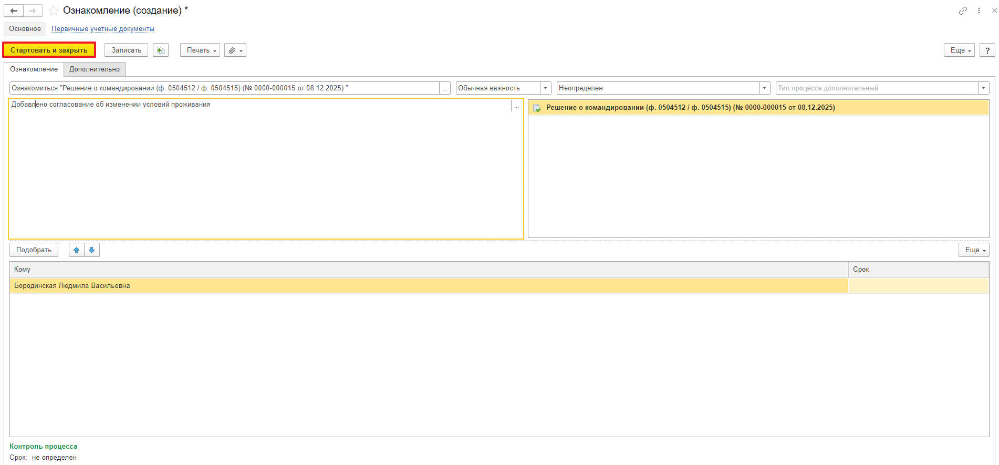 Ознакомление (создание) *
Основное Первичные учетные документы
Стартовать и закрыть Записать Печать Еще ?
Ознакомление Дополнительно
Ознакомиться "Решение о командировании (ф. 0504512 / ф. 0504515) (№ 0000-000015 от 08.12.2025) " ... Обычная важность Неопределен Тип процесса дополнительный
Добавлено согласование об изменении условий проживания ...
Решение о командировании (ф. 0504512 / ф. 0504515) (№ 0000-000015 от 08.12.2025)
Подобрать Еще
Кому Срок
Бородинская Людмила Васильевна
Контроль процесса
Срок: не определен